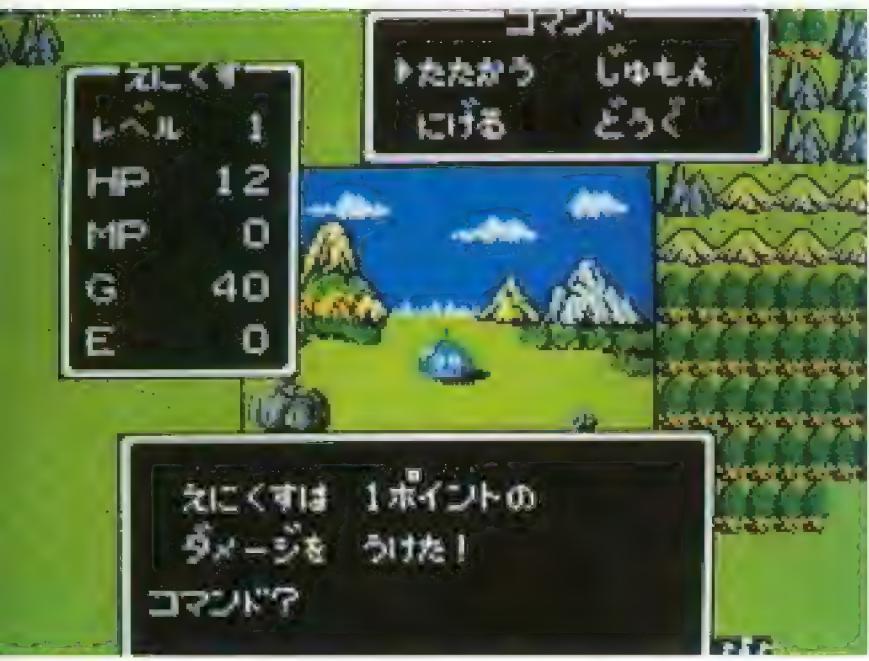 コマンド
▶たたかう じゅもん
にげる どうぐ
えにくす
レベル 1
HP 12
MP 0
G 40
E 0
えにくすは 1ポイントの
ダメージを うけた!
コマンド?